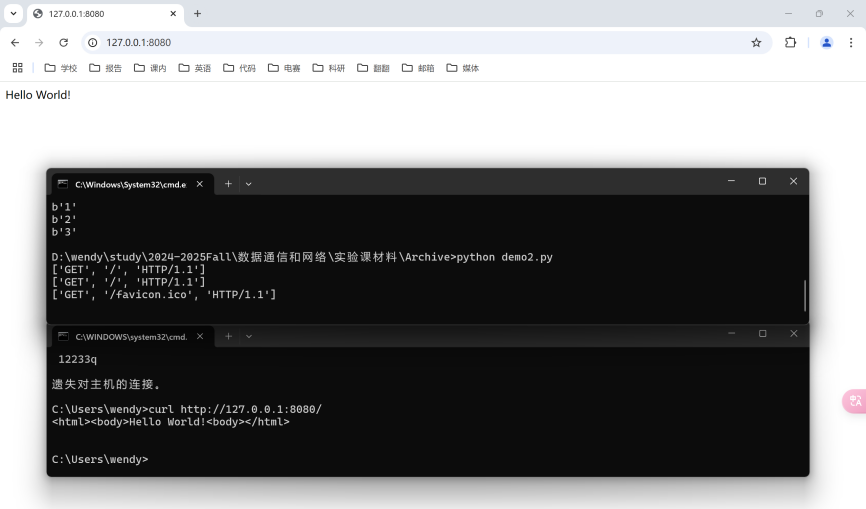 127.0.0.1:8080
127.0.0.1:8080
学校 报告 课内 英语 代码 电赛 科研 翻翻 邮箱 媒体
Hello World!
C:\Windows\System32\cmd.e
b'1'
b'2'
b'3'
D:\wendy\study\2024-2025Fall\数据通信和网络\实验课材料\Archive>python demo2.py
['GET', '/', 'HTTP/1.1']
['GET', '/', 'HTTP/1.1']
['GET', '/favicon.ico', 'HTTP/1.1']
C:\WINDOWS\system32\cmd.
12233q
遗失对主机的连接。
C:\Users\wendy>curl http://127.0.0.1:8080/
<html><body>Hello World!<body></html>
C:\Users\wendy>